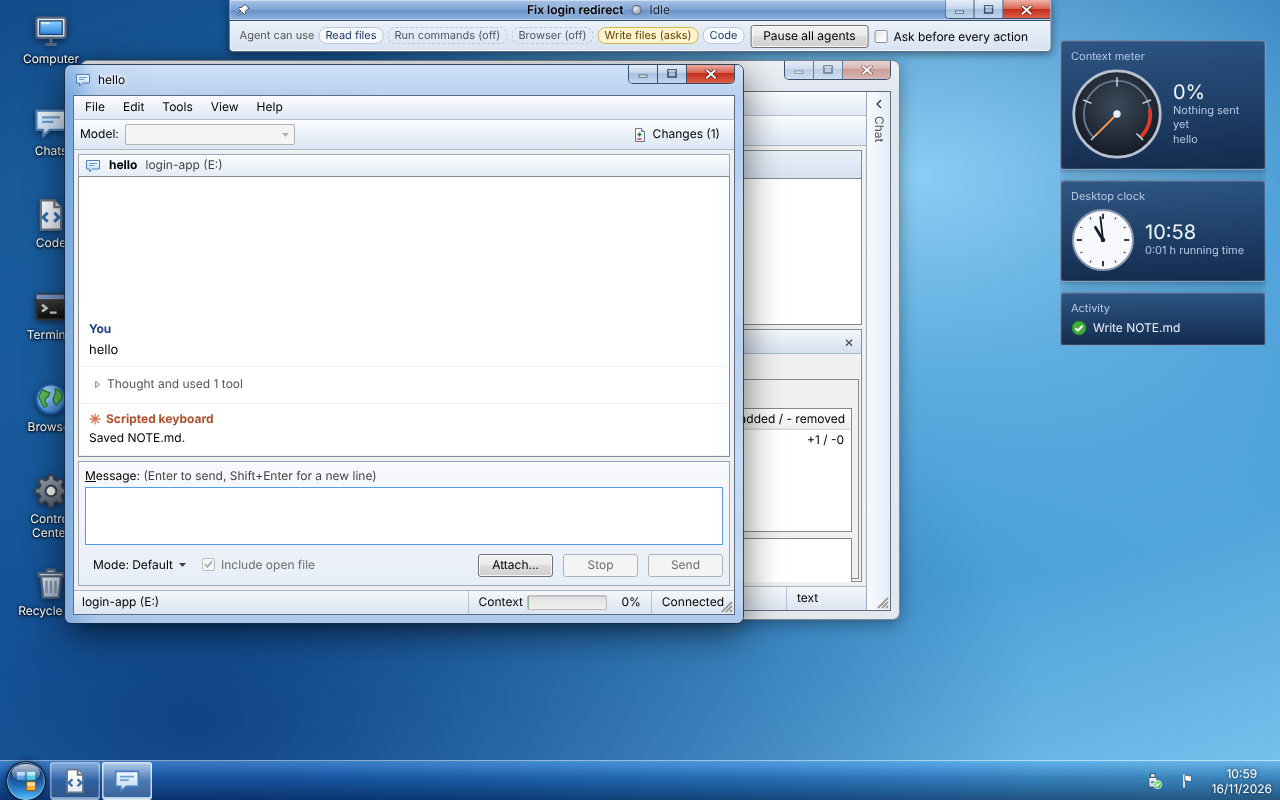 Fix login redirect Idle
Agent can use Read files Run commands (off) Browser (off) Write files (asks) Code Pause all agents Ask before every action
Computer
Chats
Code
Control
Recycle
hello
File Edit Tools View Help
Model: Changes (1)
hello login-app (E:)
You
hello
Thought and used 1 tool
Scripted keyboard
Saved NOTE.md.
Message: (Enter to send, Shift+Enter for a new line)
Mode: Default Include open file Attach... Stop Send
login-app (E:) Context 0% Connected
Chat
added / - removed
+1 / -0
text
Context meter
0%
Nothing sent
yet
hello
Desktop clock
10:58
0:01 h running time
Activity
Write NOTE.md
10:59
16/11/2026